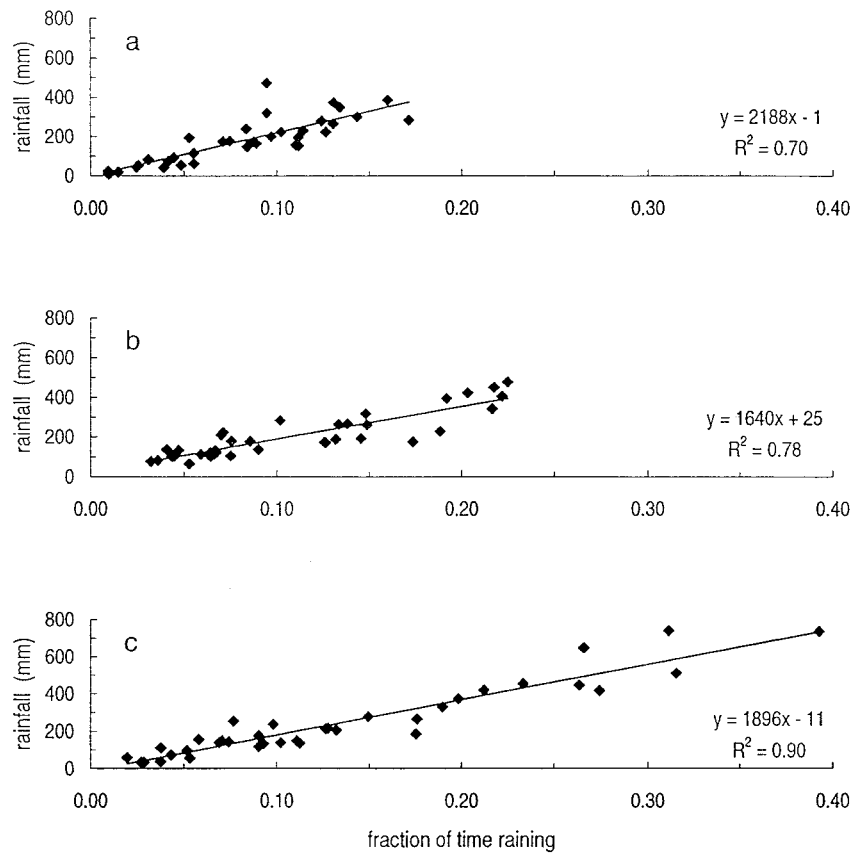 a
rainfall (mm)
800
600
400
200
0
y = 2188x - 1
R² = 0.70
0.00 0.10 0.20 0.30 0.40
b
rainfall (mm)
800
600
400
200
0
y = 1640x + 25
R² = 0.78
0.00 0.10 0.20 0.30 0.40
c
rainfall (mm)
800
600
400
200
0
y = 1896x - 11
R² = 0.90
0.00 0.10 0.20 0.30 0.40
fraction of time raining